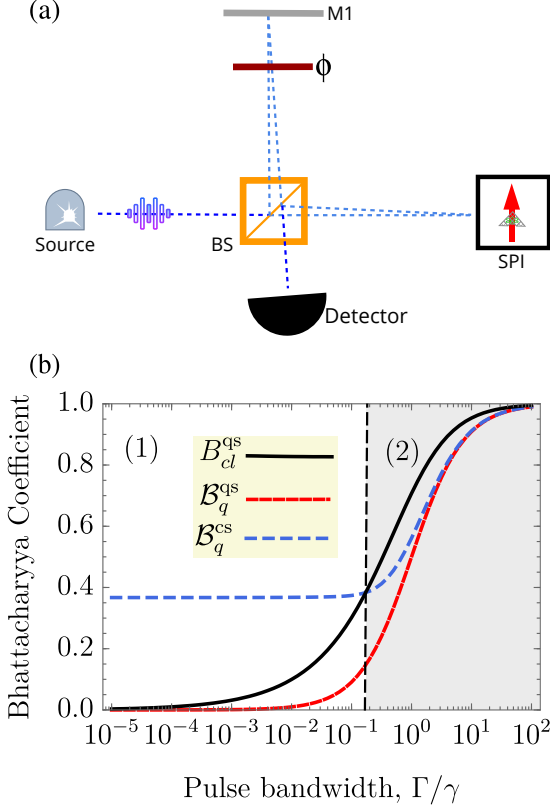 (a)
M1
ϕ
Source
BS
SPI
Detector
(b)
Bhattacharyya Coefficient
1.0
0.8
0.6
0.4
0.2
0.0
(1)
(2)
B_{cl}^{qs}
ℬ_q^{qs}
ℬ_q^{cs}
10^{-5} 10^{-4} 10^{-3} 10^{-2} 10^{-1} 10^{0} 10^{1} 10^{2}
Pulse bandwidth, Γ/γ